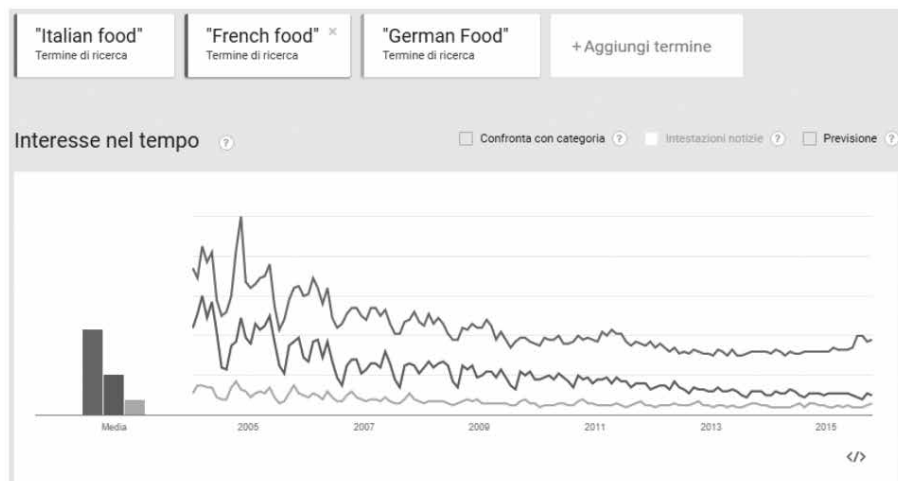 "Italian food"
Termine di ricerca
"French food" ×
Termine di ricerca
"German Food"
Termine di ricerca
+Aggiungi termine
Interesse nel tempo ?
Confronta con categoria ?
Intestazioni notizie ?
Previsione ?
Media
2005 2007 2009 2011 2013 2015
</>